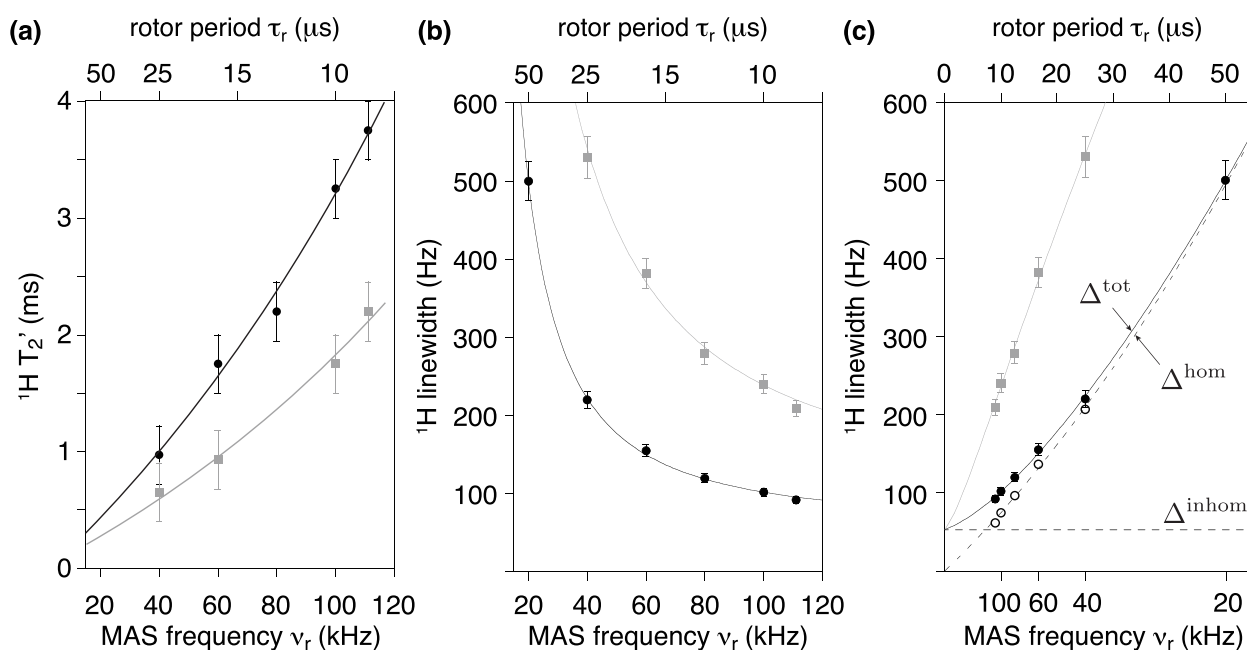 (a)
rotor period τr (μs)
50 25 15 10
4
3
2
1
0
¹H T₂' (ms)
20 40 60 80 100 120
MAS frequency νr (kHz)
(b)
rotor period τr (μs)
50 25 15 10
600
500
400
300
200
100
¹H linewidth (Hz)
20 40 60 80 100 120
MAS frequency νr (kHz)
(c)
rotor period τr (μs)
0 10 20 30 40 50
600
500
400
300
200
100
¹H linewidth (Hz)
Δ tot
Δ hom
Δ inhom
100 60 40 20
MAS frequency νr (kHz)